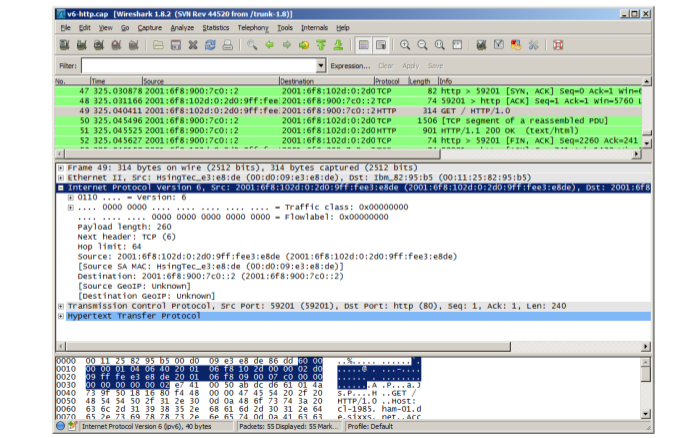 v6-http.cap [Wireshark 1.8.2 (SVN Rev 44520 from /trunk-1.8)]
File Edit View Go Capture Analyze Statistics Telephony Tools Internals Help
Filter: Expression... Clear Apply Save
No. Time Source Destination Protocol Length Info
47 325.030878 2001:6f8:900:7c0::2 2001:6f8:102d:0:2d0 TCP 82 http > 59201 [SYN, ACK] Seq=0 Ack=1 Win=
48 325.031166 2001:6f8:102d:0:2d0:9ff:fee 2001:6f8:900:7c0::2 TCP 74 59201 > http [ACK] Seq=1 Ack=1 Win=5760 L
49 325.040411 2001:6f8:102d:0:2d0:9ff:fee 2001:6f8:900:7c0::2 HTTP 314 GET / HTTP/1.0
50 325.045496 2001:6f8:900:7c0::2 2001:6f8:102d:0:2d0 TCP 1506 [TCP segment of a reassembled PDU]
51 325.045525 2001:6f8:900:7c0::2 2001:6f8:102d:0:2d0 HTTP 901 HTTP/1.1 200 OK (text/html)
52 325.045627 2001:6f8:900:7c0::2 2001:6f8:102d:0:2d0 TCP 74 http > 59201 [FIN, ACK] Seq=2260 Ack=241
Frame 49: 314 bytes on wire (2512 bits), 314 bytes captured (2512 bits)
Ethernet II, Src: HsingTec_e3:e8:de (00:d0:09:e3:e8:de), Dst: Ibm_82:95:b5 (00:11:25:82:95:b5)
Internet Protocol Version 6, Src: 2001:6f8:102d:0:2d0:9ff:fee3:e8de (2001:6f8:102d:0:2d0:9ff:fee3:e8de), Dst: 2001:6f8
0110 .... = Version: 6
.... 0000 0000 .... .... .... .... .... = Traffic class: 0x00000000
.... .... .... 0000 0000 0000 0000 0000 = Flowlabel: 0x00000000
Payload length: 260
Next header: TCP (6)
Hop limit: 64
Source: 2001:6f8:102d:0:2d0:9ff:fee3:e8de (2001:6f8:102d:0:2d0:9ff:fee3:e8de)
[Source SA MAC: HsingTec_e3:e8:de (00:d0:09:e3:e8:de)]
Destination: 2001:6f8:900:7c0::2 (2001:6f8:900:7c0::2)
[Source GeoIP: Unknown]
[Destination GeoIP: Unknown]
Transmission Control Protocol, Src Port: 59201 (59201), Dst Port: http (80), Seq: 1, Ack: 1, Len: 240
Hypertext Transfer Protocol
0000 00 11 25 82 95 b5 00 d0 09 e3 e8 de 86 dd 60 00 ..%..... ......`.
0010 00 00 01 04 06 40 20 01 06 f8 10 2d 00 00 02 d0 .....@ . ...-....
0020 09 ff fe e3 e8 de 20 01 06 f8 09 00 07 c0 00 00 ...... . ........
0030 00 00 00 00 00 02 e7 41 00 50 ab dc d6 61 01 4a .......A .P...a.J
0040 73 9f 50 18 16 80 f4 48 00 00 47 45 54 20 2f 20 s.P....H ..GET /
0050 48 54 54 50 2f 31 2e 30 0d 0a 48 6f 73 74 3a 20 HTTP/1.0 ..Host:
0060 63 6c 2d 31 39 38 35 2e 68 61 6d 2d 30 31 2e 64 cl-1985. ham-01.d
0070 65 2e 73 69 78 78 73 2e 6e 65 74 0d 0a 41 63 63 e.sixxs. net..Acc
Internet Protocol Version 6 (ipv6), 40 bytes Packets: 55 Displayed: 55 Mark... Profile: Default